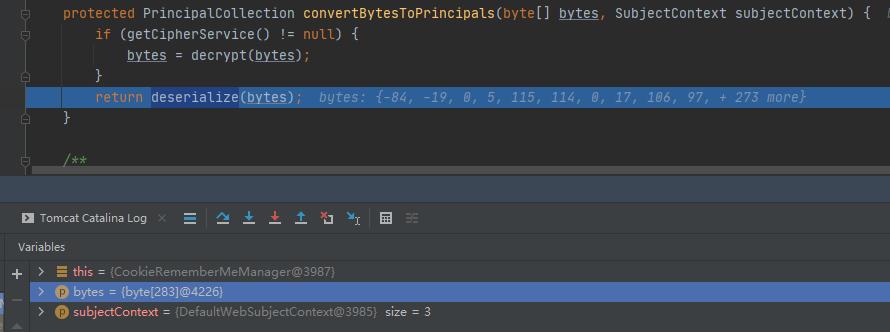 protected PrincipalCollection convertBytesToPrincipals(byte[] bytes, SubjectContext subjectContext) {
if (getCipherService() != null) {
bytes = decrypt(bytes);
}
return deserialize(bytes); bytes: {-84, -19, 0, 5, 115, 114, 0, 17, 106, 97, + 273 more}
}
/**
Tomcat Catalina Log ×
Variables
this = {CookieRememberMeManager@3987}
bytes = {byte[283]@4226}
subjectContext = {DefaultWebSubjectContext@3985} size = 3